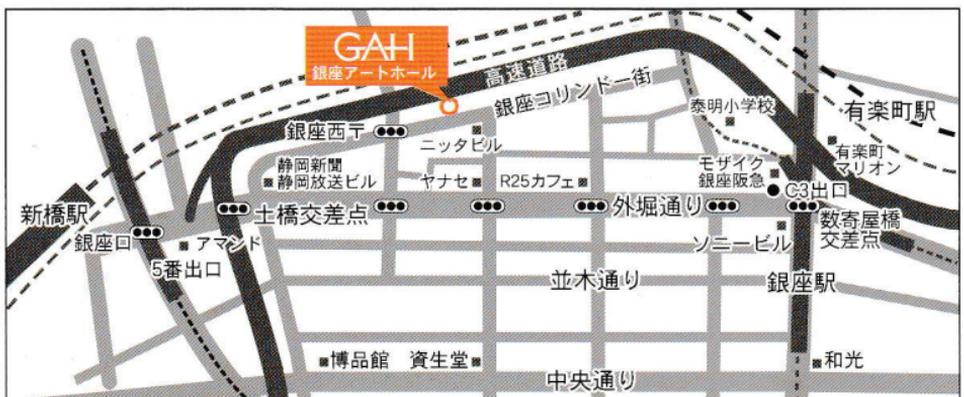 GAH
銀座アートホール
高速道路
銀座コリンドー街
泰明小学校
有楽町駅
銀座西〒
ニッタビル
有楽町
マリオン
静岡新聞
静岡放送ビル
ヤナセ
R25カフェ
モザイク
銀座阪急
C3出口
新橋駅
土橋交差点
外堀通り
数寄屋橋
交差点
銀座口
アマンド
ソニービル
5番出口
並木通り
銀座駅
博品館
資生堂
和光
中央通り